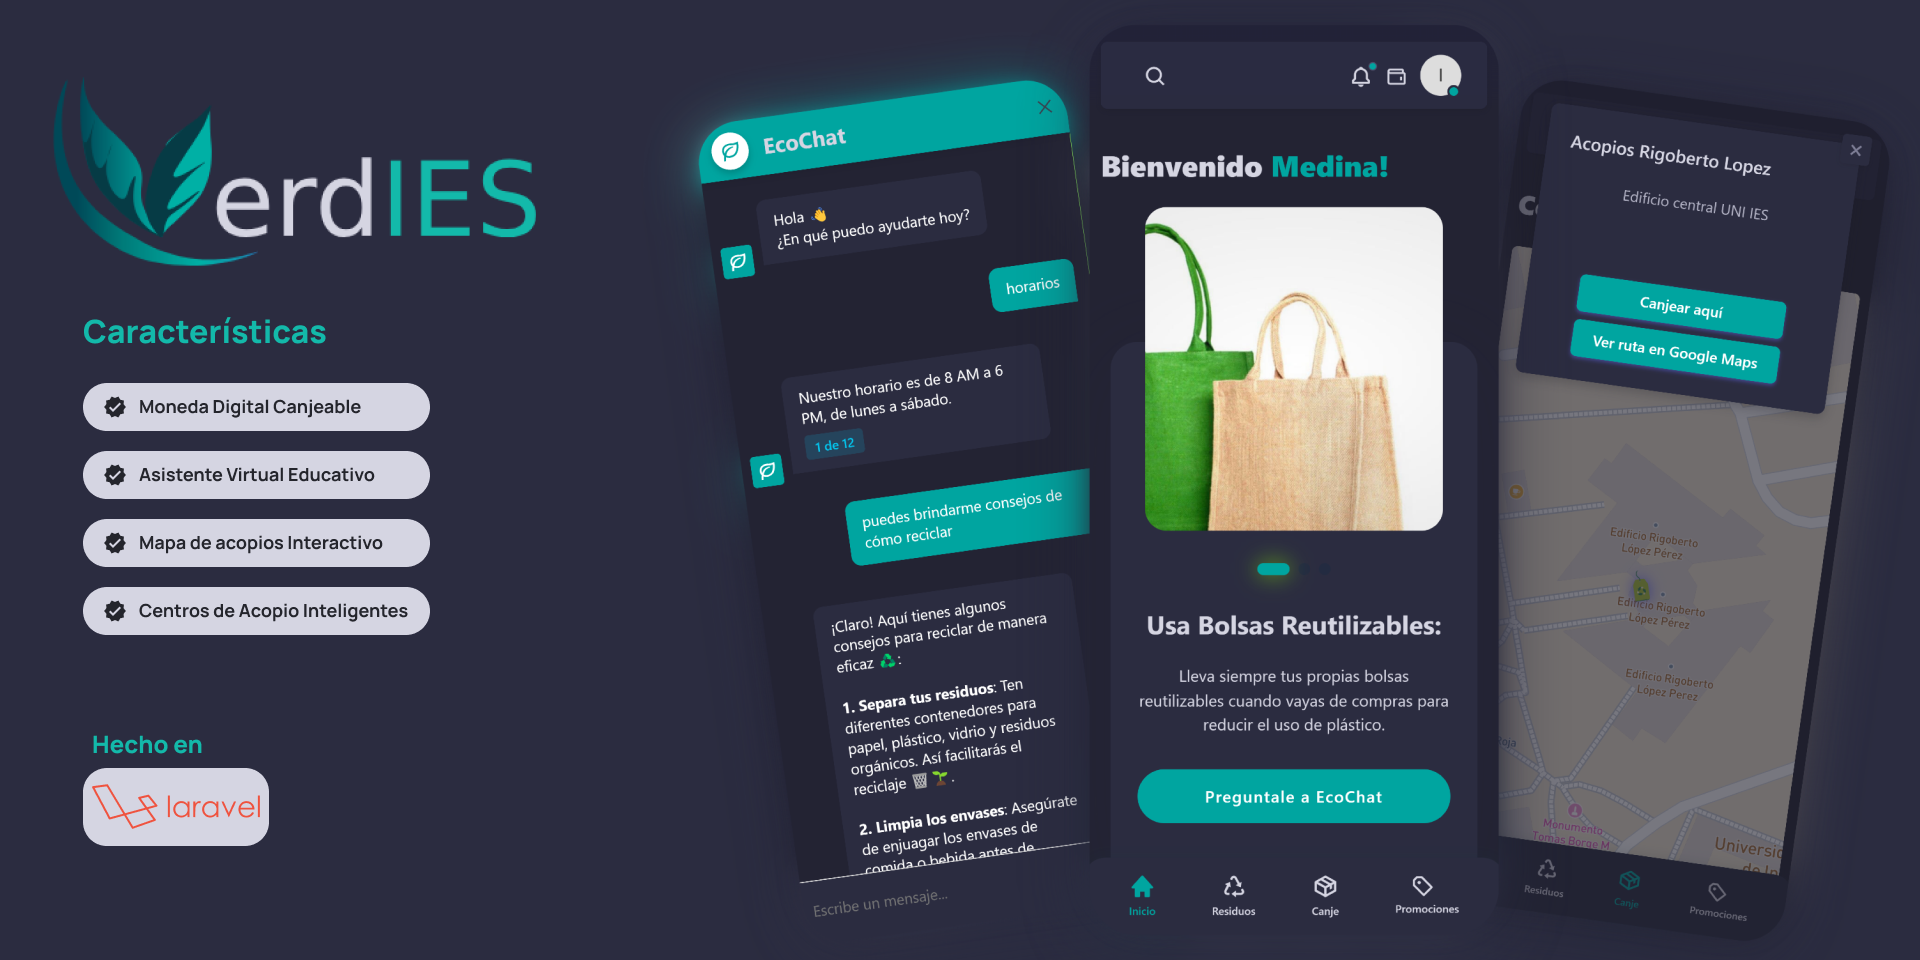 VerdIES
Características
Moneda Digital Canjeable
Asistente Virtual Educativo
Mapa de acopios Interactivo
Centros de Acopio Inteligentes
Hecho en
laravel
EcoChat
Hola 👋
¿En qué puedo ayudarte hoy?
horarios
Nuestro horario es de 8 AM a 6
PM, de lunes a sábado.
1 de 12
puedes brindarme consejos de
cómo reciclar
¡Claro! Aquí tienes algunos
consejos para reciclar de manera
eficaz ♻️:
1. Separa tus residuos: Ten
diferentes contenedores para
papel, plástico, vidrio y residuos
orgánicos. Así facilitarás el
reciclaje 🗑️🌱.
2. Limpia los envases: Asegúrate
de enjuagar los envases de
comida o bebida antes de
Escribe un mensaje...
I
Bienvenido Medina!
Usa Bolsas Reutilizables:
Lleva siempre tus propias bolsas
reutilizables cuando vayas de compras para
reducir el uso de plástico.
Preguntale a EcoChat
Inicio
Residuos
Canje
Promociones
Acopios Rigoberto Lopez
Edificio central UNI IES
Canjear aquí
Ver ruta en Google Maps
Edificio Rigoberto
López Pérez
Edificio Rigoberto
López Pérez
Edificio Rigoberto
López Perez
Monumento
Tomas Borge M
Residuos
Canje
Promociones